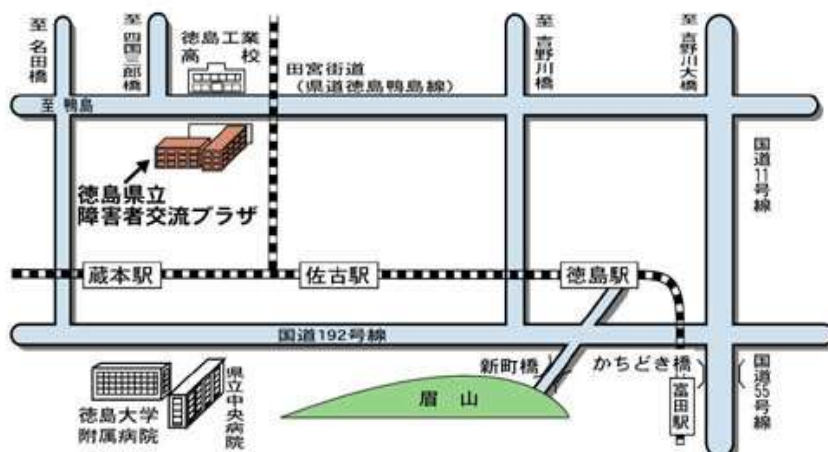 至 名田橋
至 四国三郎橋
徳島工業
高 校
田宮街道
（県道徳島鴨島線）
至 吉野川橋
至 吉野川大橋
至 鴨島
徳島県立
障害者交流プラザ
国道11号線
蔵本駅
佐古駅
徳島駅
国道192号線
新町橋
かちどき橋
富田駅
国道55号線
徳島大学
附属病院
県立中央病院
眉 山